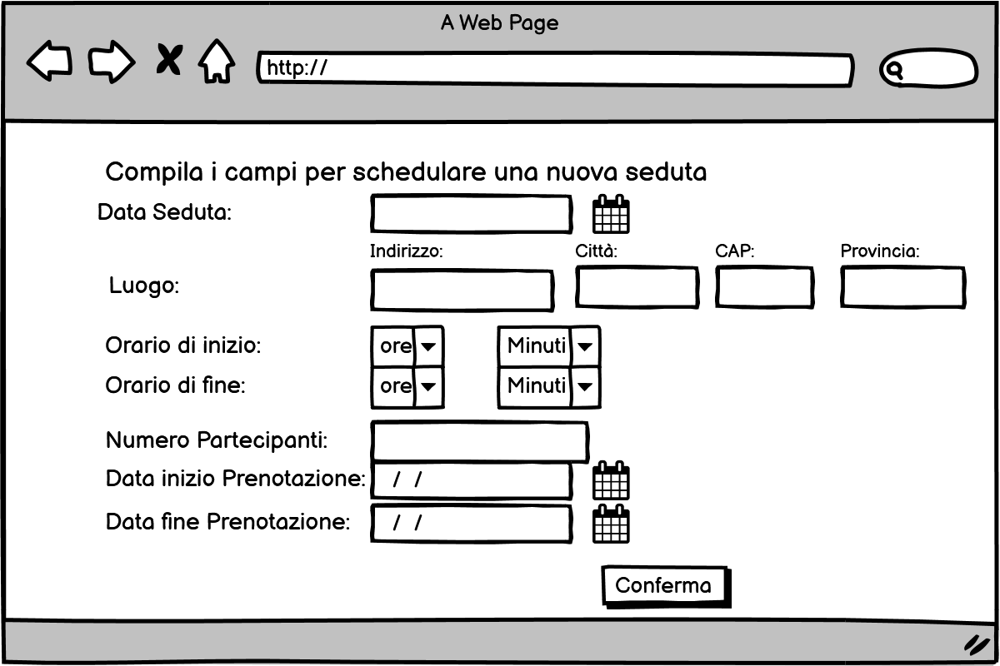 A Web Page
http://
Compila i campi per schedulare una nuova seduta
Data Seduta:
Indirizzo: Città: CAP: Provincia:
Luogo:
Orario di inizio: ore Minuti
Orario di fine: ore Minuti
Numero Partecipanti:
Data inizio Prenotazione: / /
Data fine Prenotazione: / /
Conferma